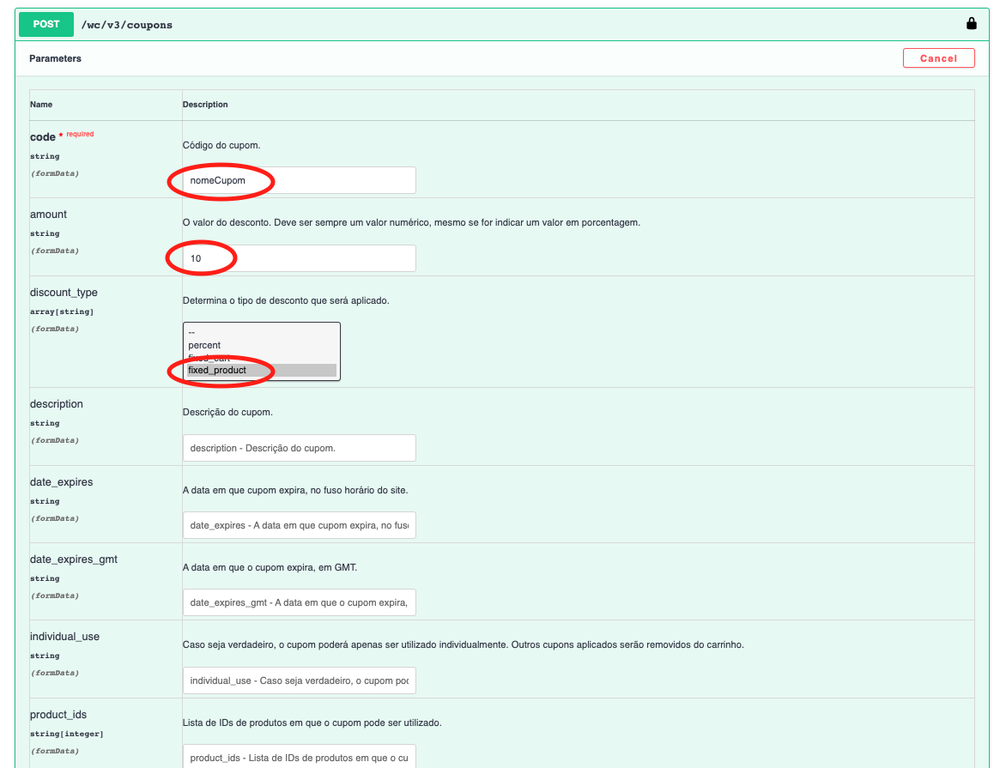 POST /wc/v3/coupons
Parameters Cancel
Name Description
code * required
string
(formData)
Código do cupom.
nomeCupom
amount
string
(formData)
O valor do desconto. Deve ser sempre um valor numérico, mesmo se for indicar um valor em porcentagem.
10
discount_type
array[string]
(formData)
Determina o tipo de desconto que será aplicado.
--
percent
fixed_cart
fixed_product
description
string
(formData)
Descrição do cupom.
description - Descrição do cupom.
date_expires
string
(formData)
A data em que cupom expira, no fuso horário do site.
date_expires - A data em que cupom expira, no fuso
date_expires_gmt
string
(formData)
A data em que o cupom expira, em GMT.
date_expires_gmt - A data em que o cupom expira,
individual_use
string
(formData)
Caso seja verdadeiro, o cupom poderá apenas ser utilizado individualmente. Outros cupons aplicados serão removidos do carrinho.
individual_use - Caso seja verdadeiro, o cupom poc
product_ids
string[integer]
(formData)
Lista de IDs de produtos em que o cupom pode ser utilizado.
product_ids - Lista de IDs de produtos em que o cu